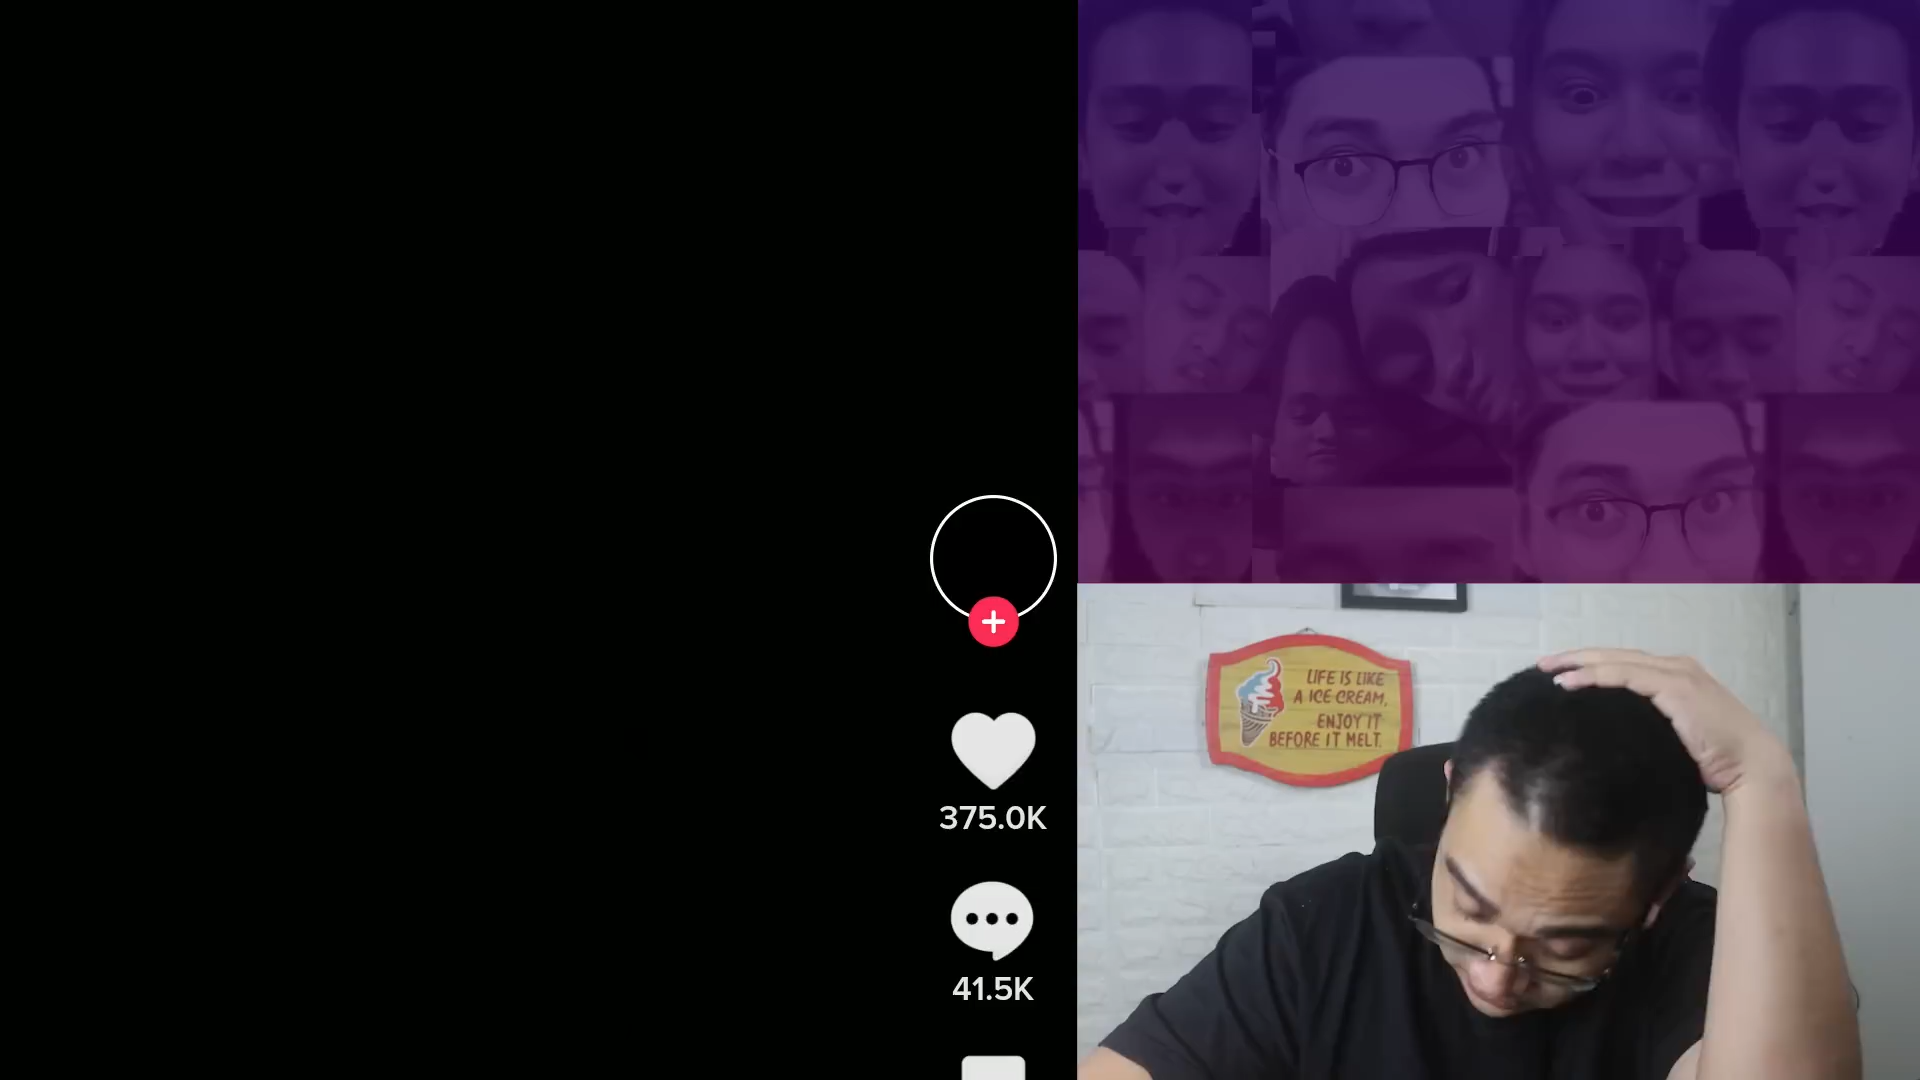 375.0K
41.5K
LIFE IS LIKE
A ICE CREAM,
ENJOY IT
BEFORE IT MELT.